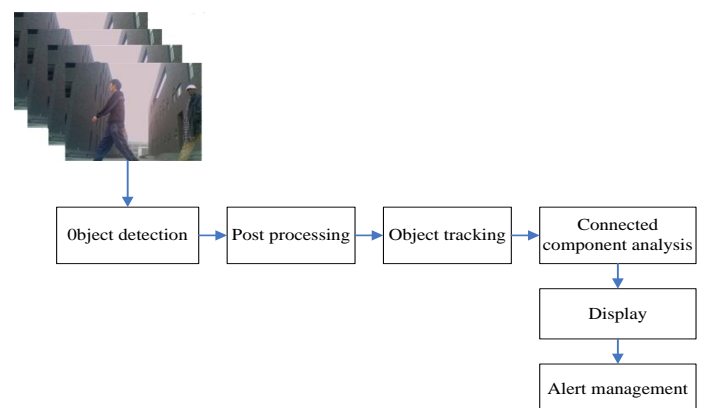 0bject detection
Post processing
Object tracking
Connected
component analysis
Display
Alert management